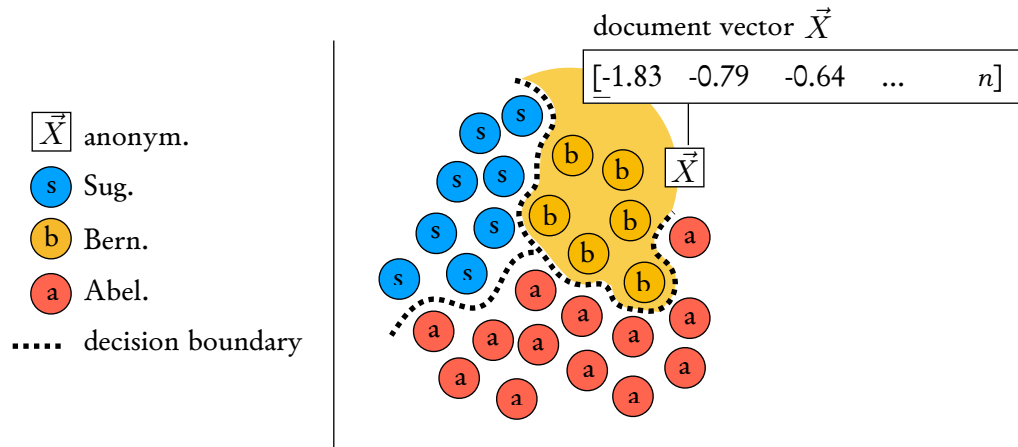 document vector X⃗
[-1.83 -0.79 -0.64 ... n]
X⃗ anonym.
s Sug.
b Bern.
a Abel.
decision boundary
s
s
b
b
X⃗
s
s
b
b
s
s
a
b
s
s
a
b
a
a
a
a
a
a
a
a
a
a
a
a